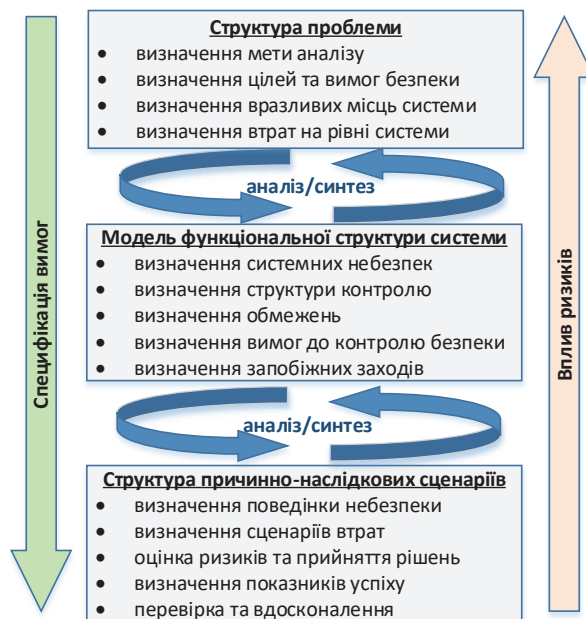 Структура проблеми
• визначення мети аналізу
• визначення цілей та вимог безпеки
• визначення вразливих місць системи
• визначення втрат на рівні системи
аналіз/синтез
Модель функціональної структури системи
• визначення системних небезпек
• визначення структури контролю
• визначення обмежень
• визначення вимог до контролю безпеки
• визначення запобіжних заходів
аналіз/синтез
Структура причинно-наслідкових сценаріїв
• визначення поведінки небезпеки
• визначення сценаріїв втрат
• оцінка ризиків та прийняття рішень
• визначення показників успіху
• перевірка та вдосконалення
Специфікація вимог
Вплив ризиків